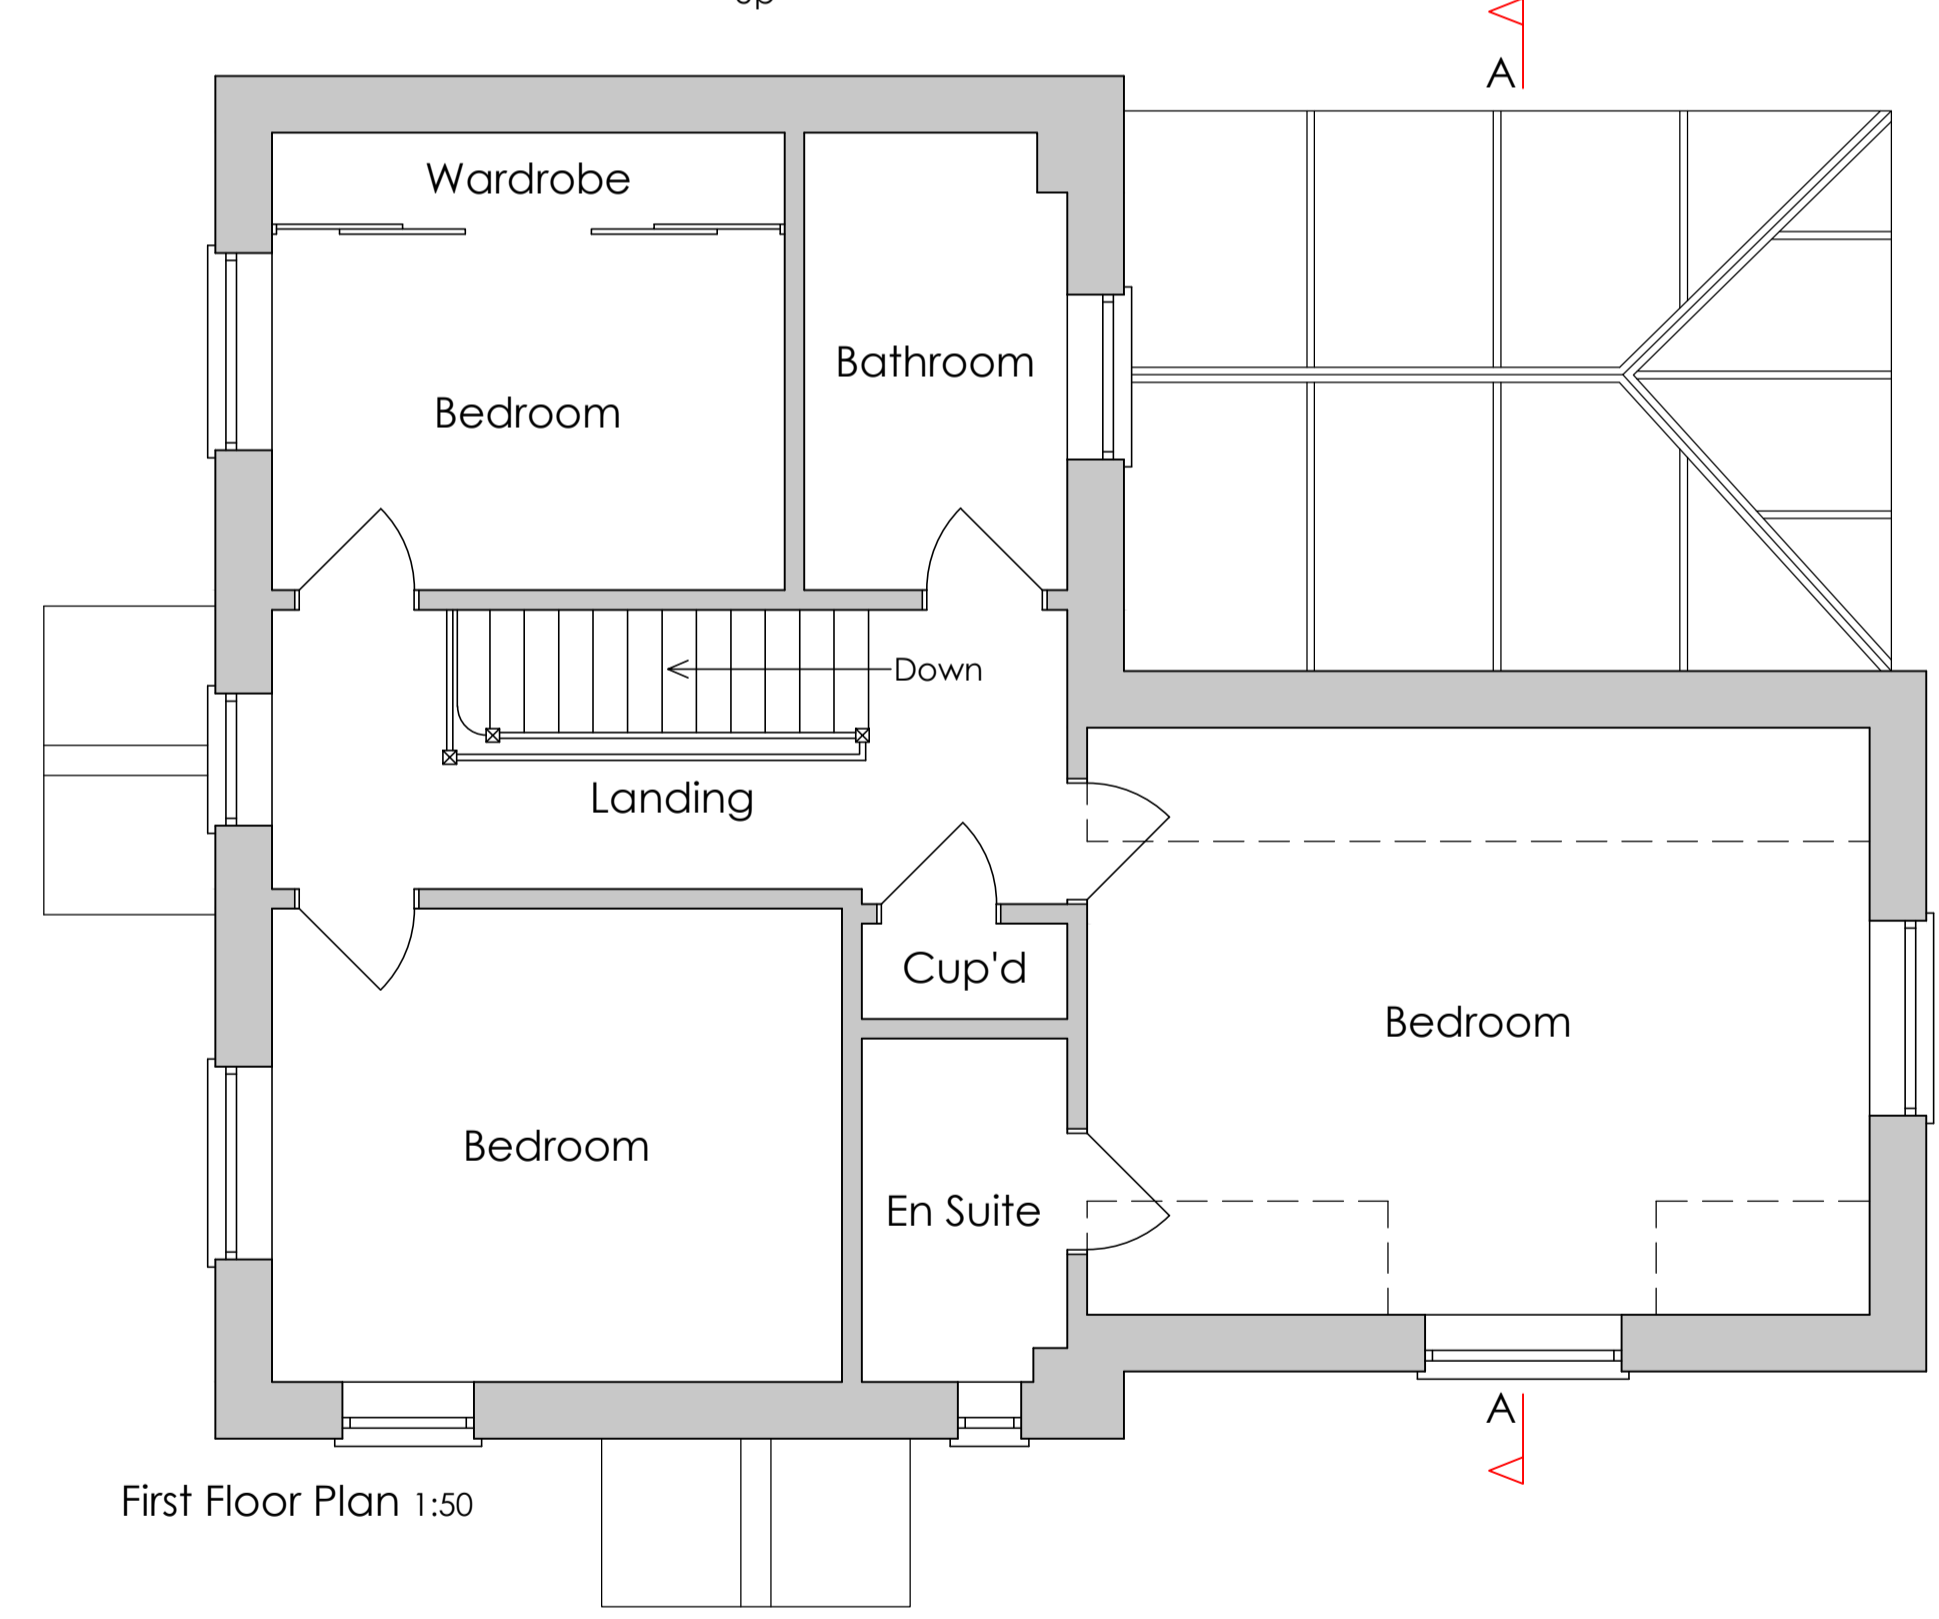 A
Wardrobe
Bathroom
Bedroom
Down
Landing
Cup'd
Bedroom
Bedroom
En Suite
A
First Floor Plan 1:50